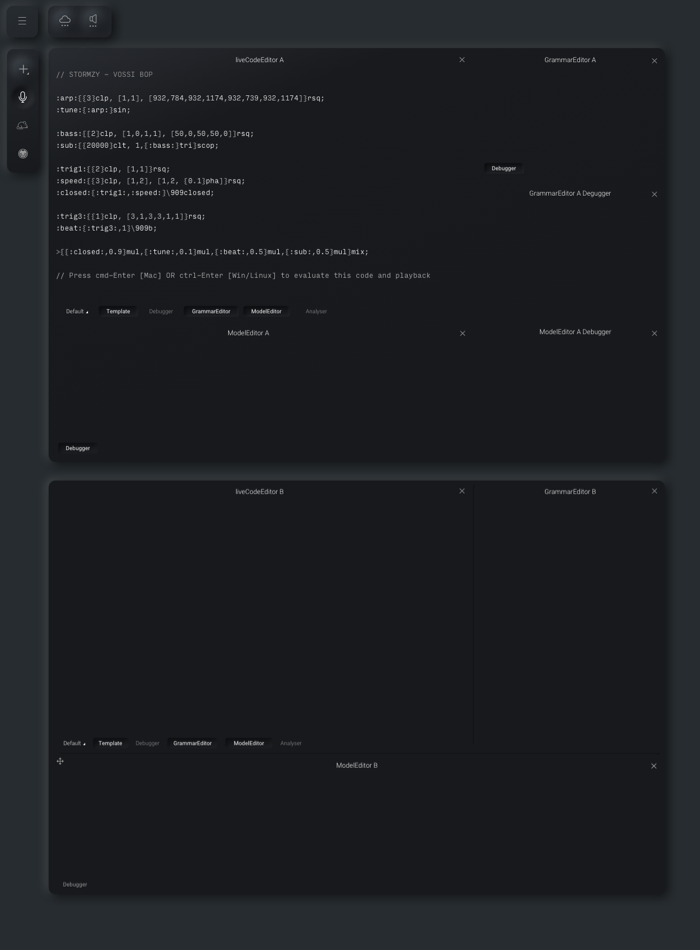 liveCodeEditor A
GrammarEditor A
// STORMZY - VOSSI BOP
:arp:[[3]clp, [1,1], [932,784,932,1174,932,739,932,1174]]rsq;
:tune:[:arp:]sin;
:bass:[[2]clp, [1,0,1,1], [50,0,50,50,0]]rsq;
:sub:[[20000]clt, 1,[:bass:]tri]scop;
:trig1:[[2]clp, [1,1]]rsq;
:speed:[[3]clp, [1,2], [1,2, [0.1]pha]]rsq;
:closed:[:trig1:,:speed:]\909closed;
:trig3:[[1]clp, [3,1,3,3,1,1]]rsq;
:beat:[:trig3:,1]\909b;
>[[:closed:,0.9]mul,[:tune:,0.1]mul,[:beat:,0.5]mul,[:sub:,0.5]mul]mix;
// Press cmd-Enter [Mac] OR ctrl-Enter [Win/Linux] to evaluate this code and playback
Debugger
GrammarEditor A Degugger
Default Template Debugger GrammarEditor ModelEditor Analyser
ModelEditor A
ModelEditor A Debugger
Debugger
liveCodeEditor B
GrammarEditor B
Default Template Debugger GrammarEditor ModelEditor Analyser
ModelEditor B
Debugger